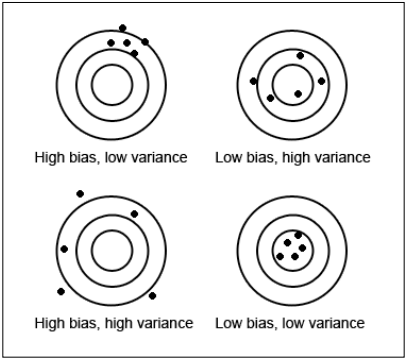 High bias, low variance
Low bias, high variance
High bias, high variance
Low bias, low variance